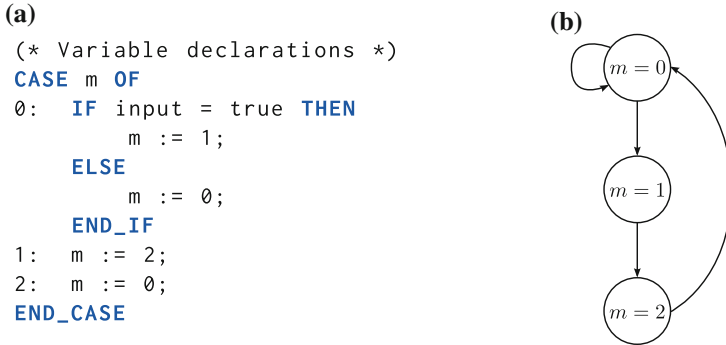 (a)
(* Variable declarations *)
CASE m OF
0: IF input = true THEN
m := 1;
ELSE
m := 0;
END_IF
1: m := 2;
2: m := 0;
END_CASE
(b)
m = 0
m = 1
m = 2